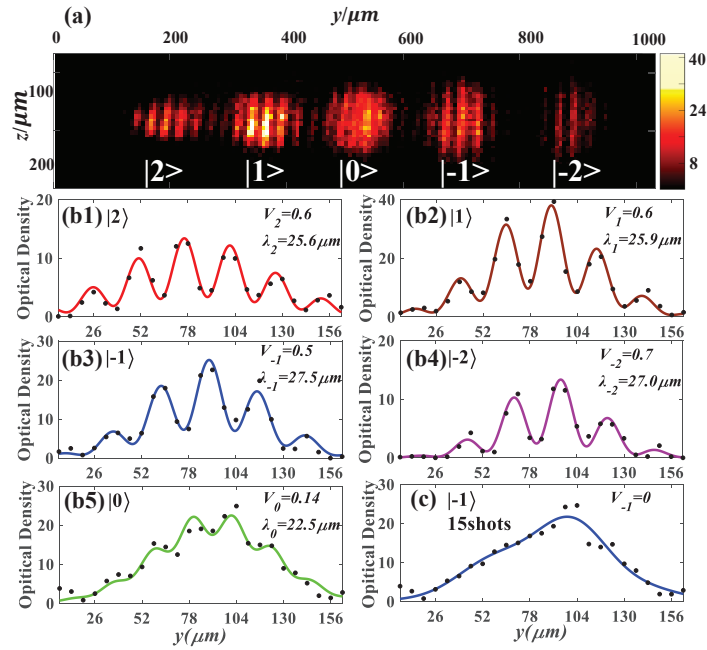 (a)
y/μm
0 200 400 600 800 1000
z/μm
100
200
40
24
8
|2> |1> |0> |-1> |-2>
(b1) |2⟩
V2=0.6
λ2=25.6μm
Opitical Density
20
10
0
26 52 78 104 130 156
(b2) |1⟩
V1=0.6
λ1=25.9μm
Opitical Density
40
20
0
26 52 78 104 130 156
(b3) |-1⟩
V-1=0.5
λ-1=27.5μm
Opitical Density
30
20
10
0
26 52 78 104 130 156
(b4) |-2⟩
V-2=0.7
λ-2=27.0μm
Opitical Density
20
10
0
26 52 78 104 130 156
(b5) |0⟩
V0=0.14
λ0=22.5μm
Opitical Density
30
20
10
0
26 52 78 104 130 156
y(μm)
(c) |-1⟩
15shots
V-1=0
Opitical Density
30
20
10
0
26 52 78 104 130 156
y(μm)